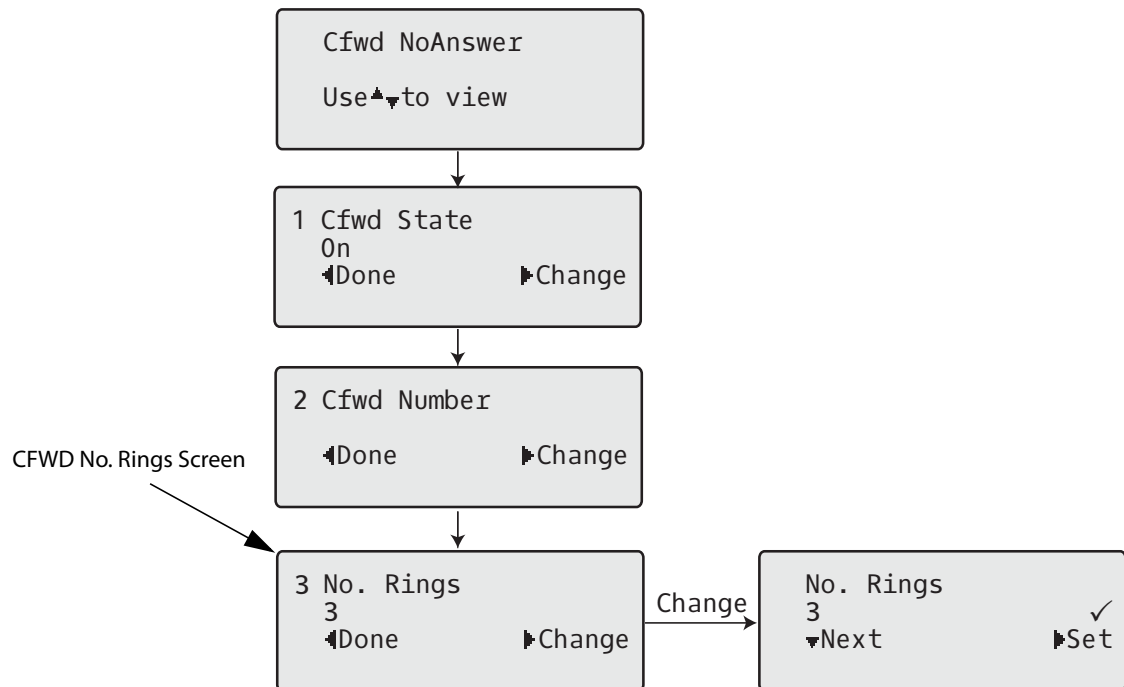 Cfwd NoAnswer
Use▲▼to view
1 Cfwd State
On
◀Done ▶Change
2 Cfwd Number
◀Done ▶Change
CFWD No. Rings Screen
3 No. Rings
3
◀Done ▶Change
Change
No. Rings
3 ✓
▼Next ▶Set